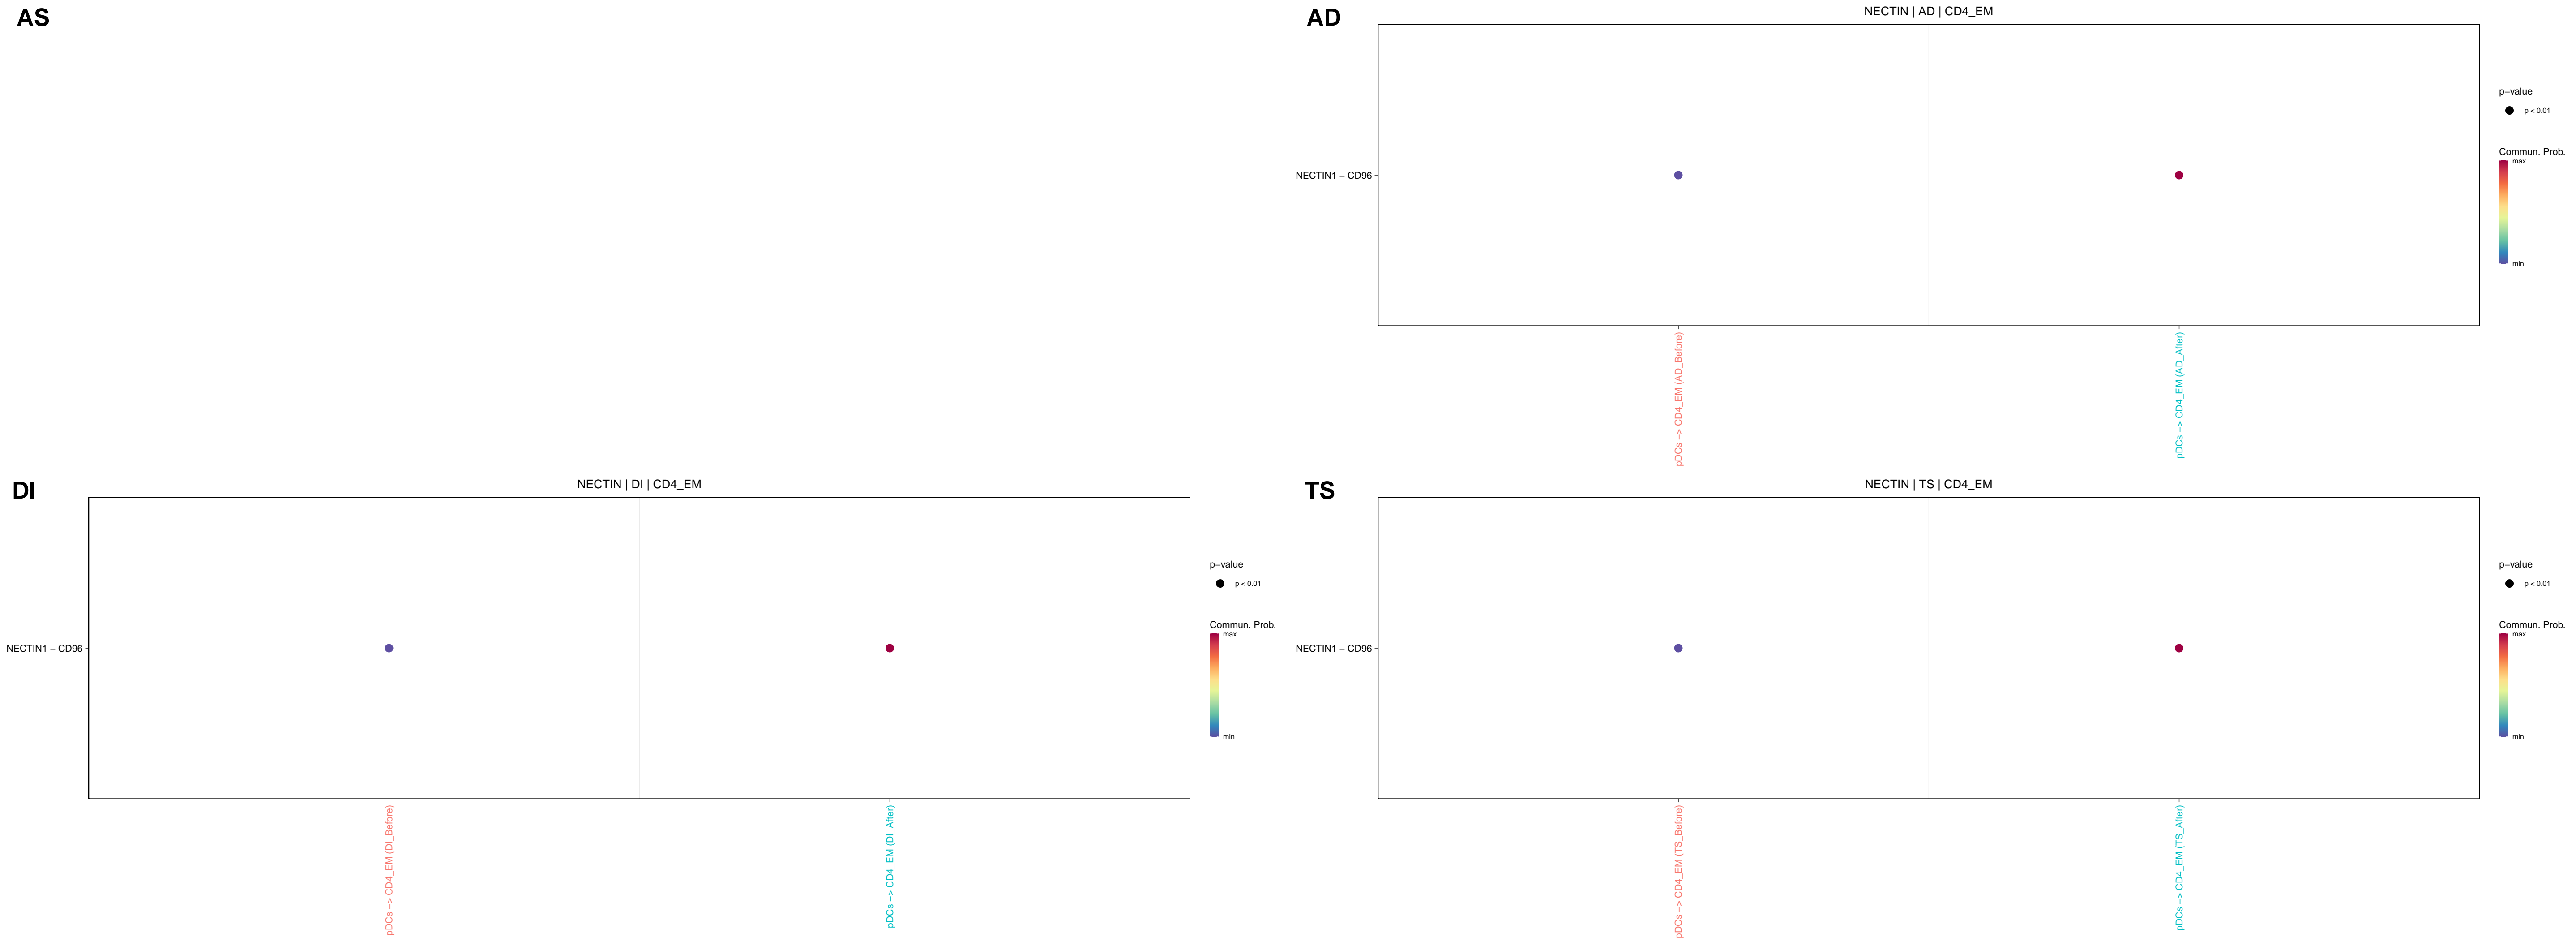 AS
AD
NECTIN | AD | CD4_EM
NECTIN1 − CD96
pDCs −> CD4_EM (AD_Before)
pDCs −> CD4_EM (AD_After)
p−value
p < 0.01
Commun. Prob.
max
min
DI
NECTIN | DI | CD4_EM
NECTIN1 − CD96
pDCs −> CD4_EM (DI_Before)
pDCs −> CD4_EM (DI_After)
p−value
p < 0.01
Commun. Prob.
max
min
TS
NECTIN | TS | CD4_EM
NECTIN1 − CD96
pDCs −> CD4_EM (TS_Before)
pDCs −> CD4_EM (TS_After)
p−value
p < 0.01
Commun. Prob.
max
min